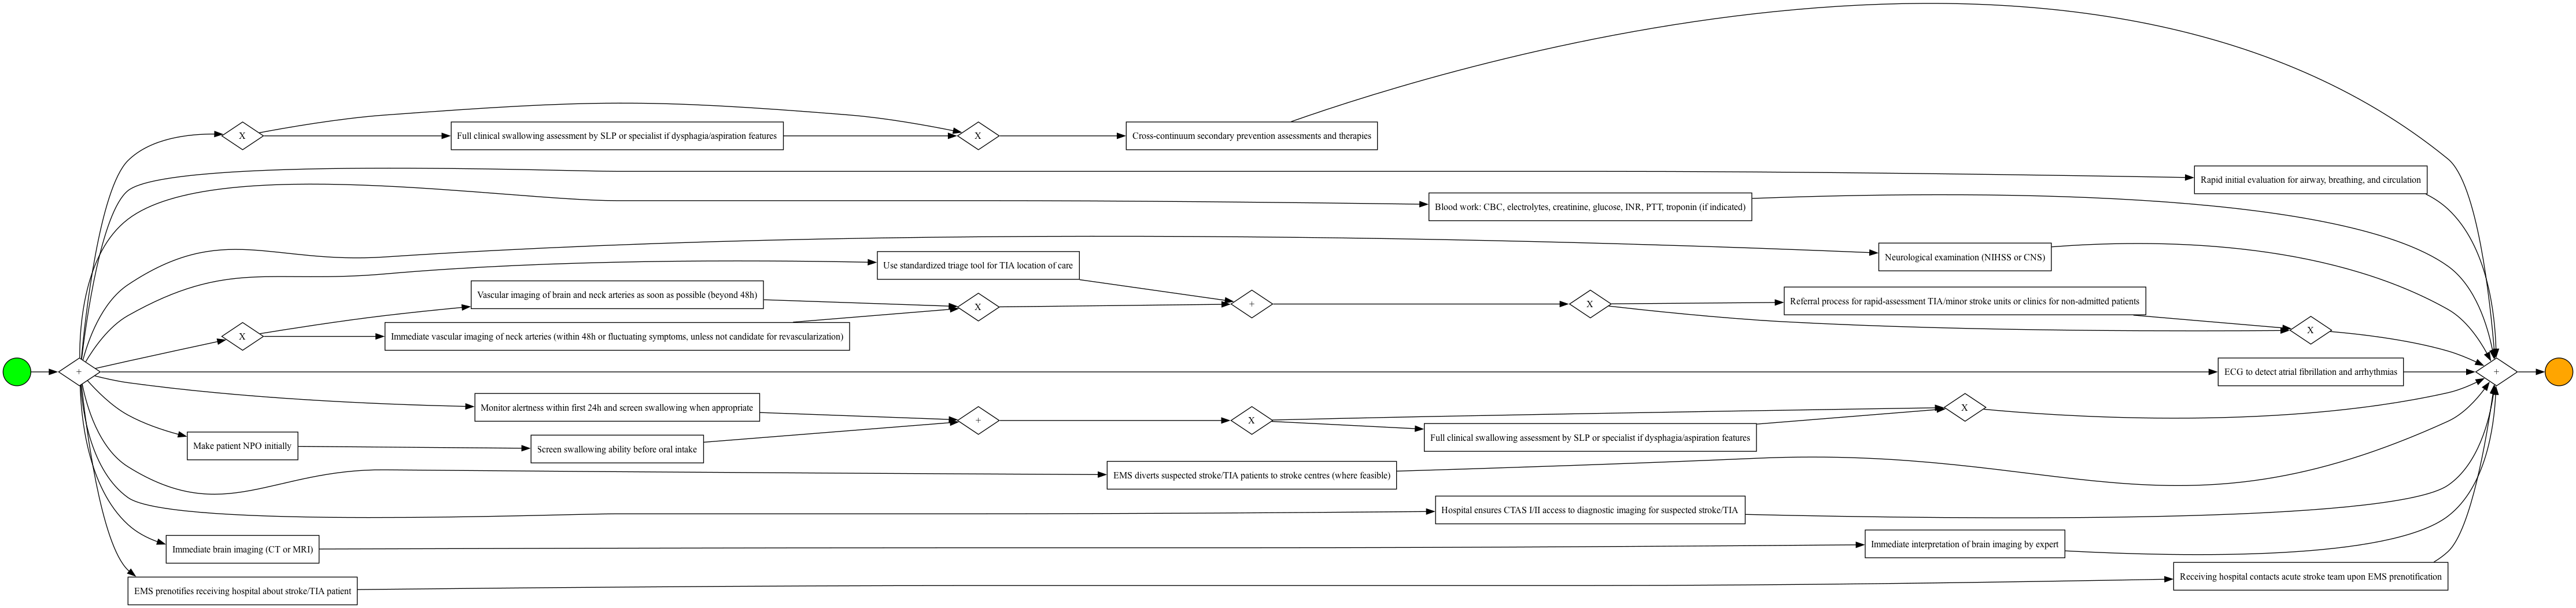 X
Full clinical swallowing assessment by SLP or specialist if dysphagia/aspiration features
X
Cross-continuum secondary prevention assessments and therapies
Rapid initial evaluation for airway, breathing, and circulation
Blood work: CBC, electrolytes, creatinine, glucose, INR, PTT, troponin (if indicated)
Neurological examination (NIHSS or CNS)
Use standardized triage tool for TIA location of care
Vascular imaging of brain and neck arteries as soon as possible (beyond 48h)
X
+
X
Referral process for rapid-assessment TIA/minor stroke units or clinics for non-admitted patients
X
X
Immediate vascular imaging of neck arteries (within 48h or fluctuating symptoms, unless not candidate for revascularization)
+
ECG to detect atrial fibrillation and arrhythmias
+
Monitor alertness within first 24h and screen swallowing when appropriate
+
X
X
Full clinical swallowing assessment by SLP or specialist if dysphagia/aspiration features
Make patient NPO initially
Screen swallowing ability before oral intake
EMS diverts suspected stroke/TIA patients to stroke centres (where feasible)
Hospital ensures CTAS I/II access to diagnostic imaging for suspected stroke/TIA
Immediate brain imaging (CT or MRI)
Immediate interpretation of brain imaging by expert
EMS prenotifies receiving hospital about stroke/TIA patient
Receiving hospital contacts acute stroke team upon EMS prenotification